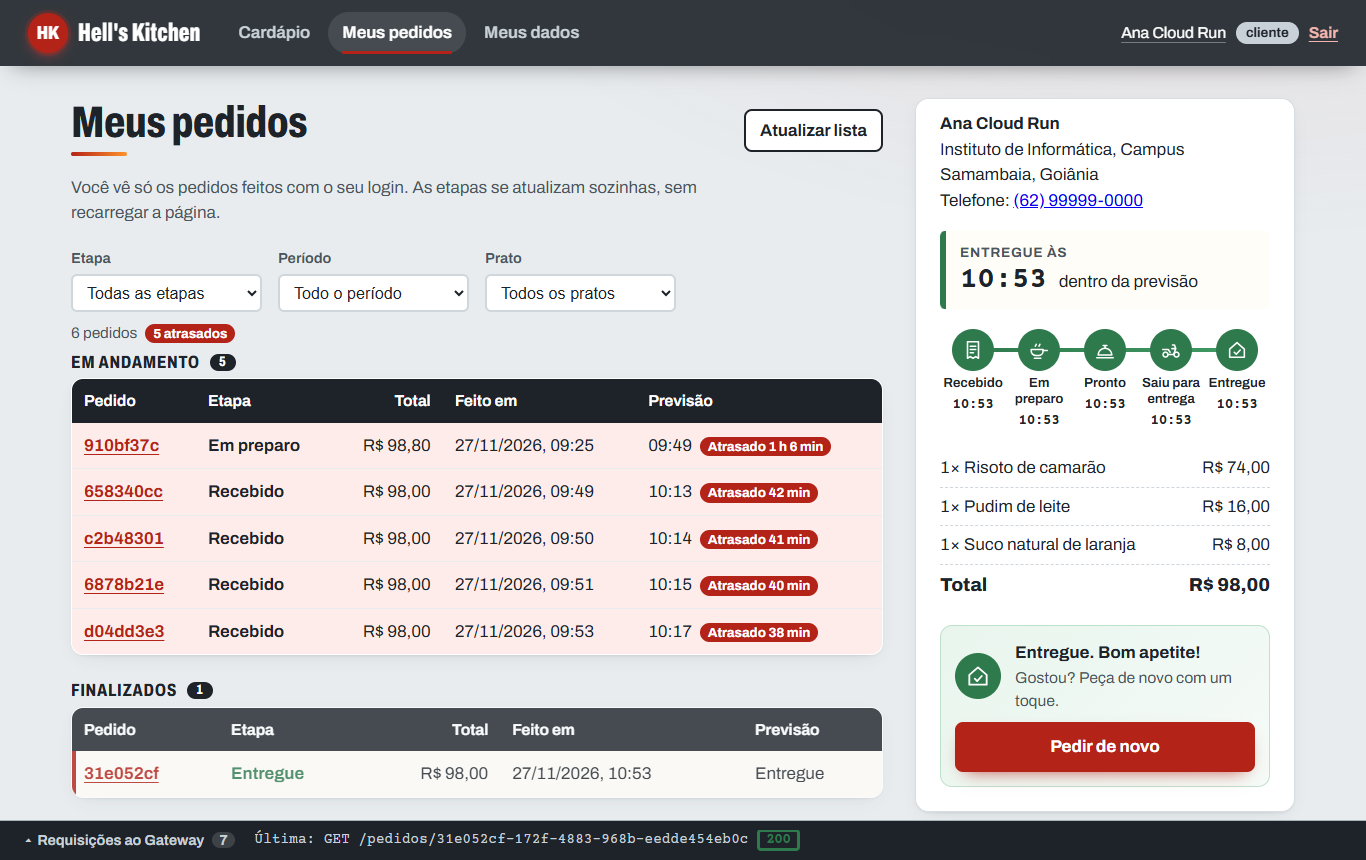 HK Hell's Kitchen Cardápio Meus pedidos Meus dados Ana Cloud Run cliente Sair
Meus pedidos
Atualizar lista
Você vê só os pedidos feitos com o seu login. As etapas se atualizam sozinhas, sem
recarregar a página.
Etapa Período Prato
Todas as etapas Todo o período Todos os pratos
6 pedidos 5 atrasados
EM ANDAMENTO 5
Pedido Etapa Total Feito em Previsão
910bf37c Em preparo R$ 98,80 27/11/2026, 09:25 09:49 Atrasado 1 h 6 min
658340cc Recebido R$ 98,00 27/11/2026, 09:49 10:13 Atrasado 42 min
c2b48301 Recebido R$ 98,00 27/11/2026, 09:50 10:14 Atrasado 41 min
6878b21e Recebido R$ 98,00 27/11/2026, 09:51 10:15 Atrasado 40 min
d04dd3e3 Recebido R$ 98,00 27/11/2026, 09:53 10:17 Atrasado 38 min
FINALIZADOS 1
Pedido Etapa Total Feito em Previsão
31e052cf Entregue R$ 98,00 27/11/2026, 10:53 Entregue
Ana Cloud Run
Instituto de Informática, Campus
Samambaia, Goiânia
Telefone: (62) 99999-0000
ENTREGUE ÀS
10:53 dentro da previsão
Recebido
10:53
Em
preparo
10:53
Pronto
10:53
Saiu para
entrega
10:53
Entregue
10:53
1× Risoto de camarão R$ 74,00
1× Pudim de leite R$ 16,00
1× Suco natural de laranja R$ 8,00
Total R$ 98,00
Entregue. Bom apetite!
Gostou? Peça de novo com um
toque.
Pedir de novo
Requisições ao Gateway 7 Última: GET /pedidos/31e052cf-172f-4883-968b-eedde454eb0c 200